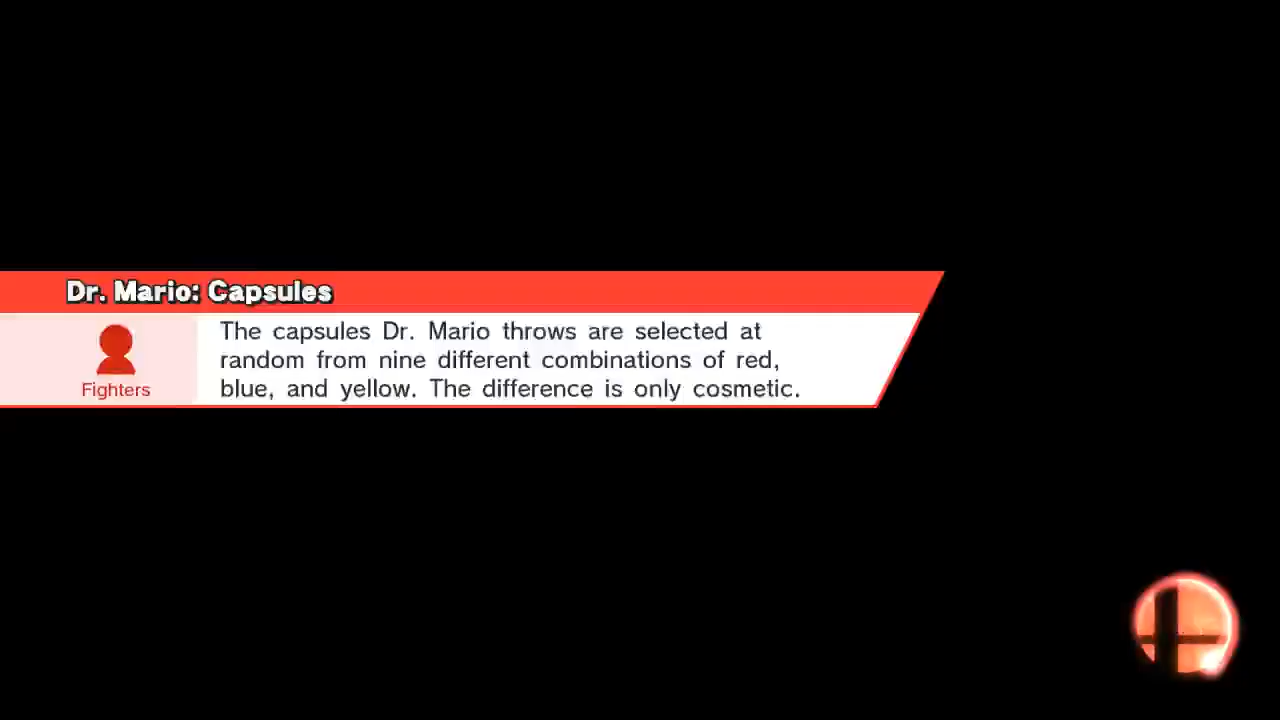 Dr. Mario: Capsules
Fighters
The capsules Dr. Mario throws are selected at
random from nine different combinations of red,
blue, and yellow. The difference is only cosmetic.